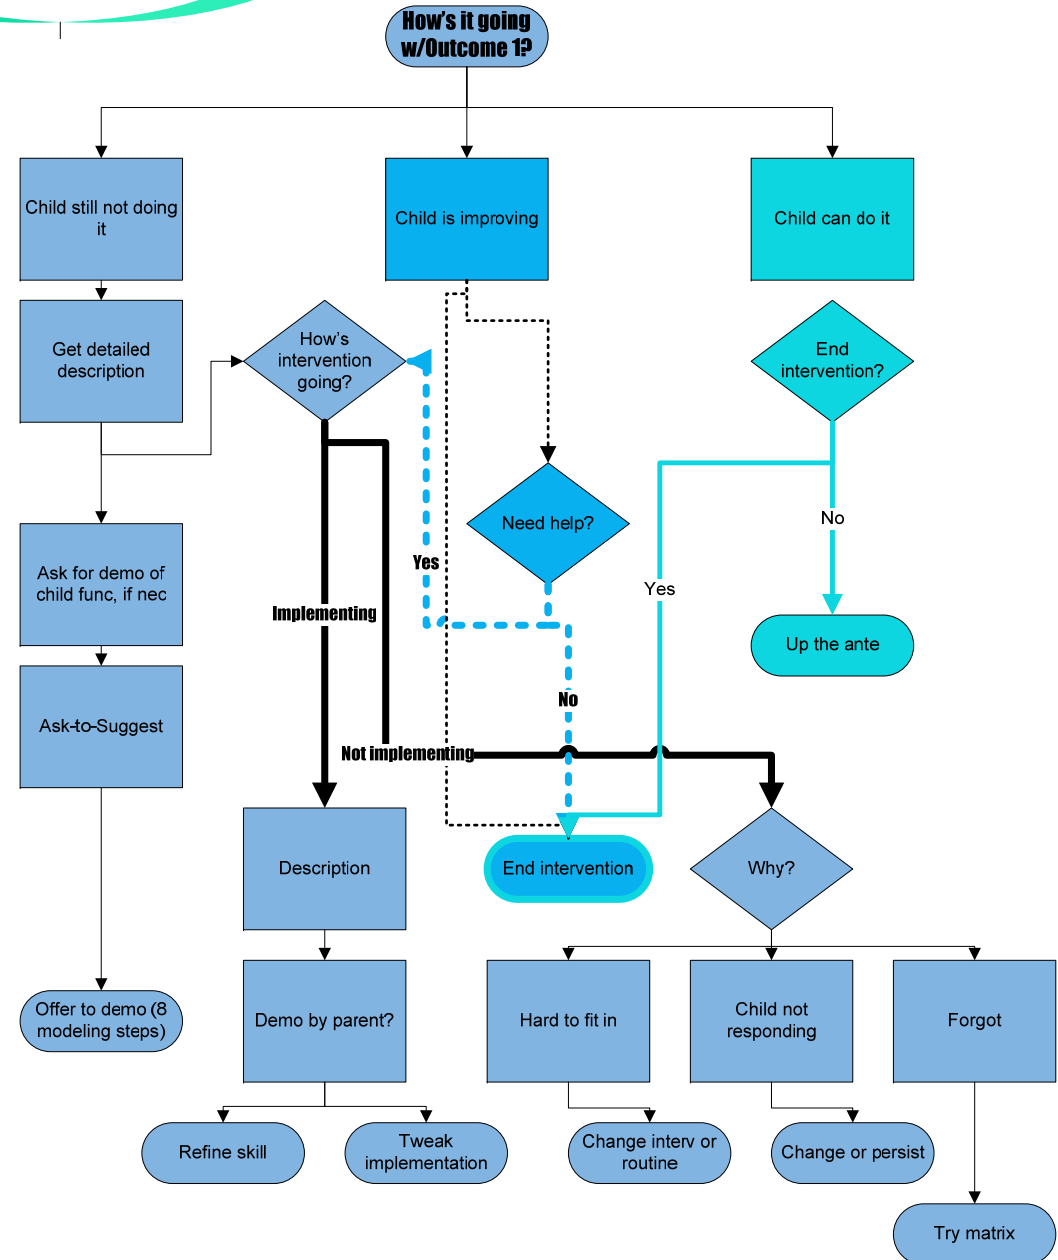 How's it going
w/Outcome 1?
Child still not doing
it
Child is improving
Child can do it
Get detailed
description
How's
intervention
going?
End
intervention?
Need help?
No
Ask for demo of
child func, if nec
Yes
Yes
Implementing
Up the ante
Ask-to-Suggest
No
Not implementing
Description
End intervention
Why?
Offer to demo (8
modeling steps)
Demo by parent?
Hard to fit in
Child not
responding
Forgot
Refine skill
Tweak
implementation
Change interv or
routine
Change or persist
Try matrix